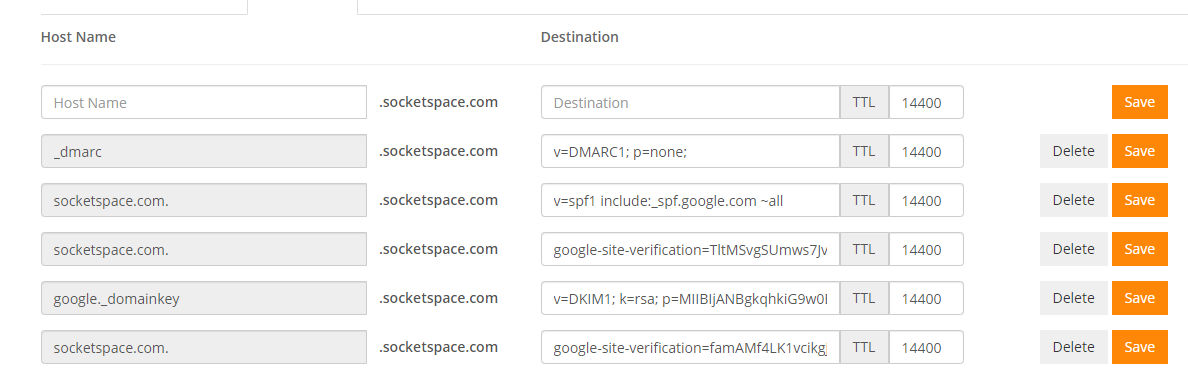 Host Name Destination
Host Name .socketspace.com Destination TTL 14400 Save
_dmarc .socketspace.com v=DMARC1; p=none; TTL 14400 Delete Save
socketspace.com. .socketspace.com v=spf1 include:_spf.google.com ~all TTL 14400 Delete Save
socketspace.com. .socketspace.com google-site-verification=TltMSvgSUmws7Jv TTL 14400 Delete Save
google._domainkey .socketspace.com v=DKIM1; k=rsa; p=MIIBIjANBgkqhkiG9w0 TTL 14400 Delete Save
socketspace.com. .socketspace.com google-site-verification=famAMf4LK1vcikg TTL 14400 Delete Save